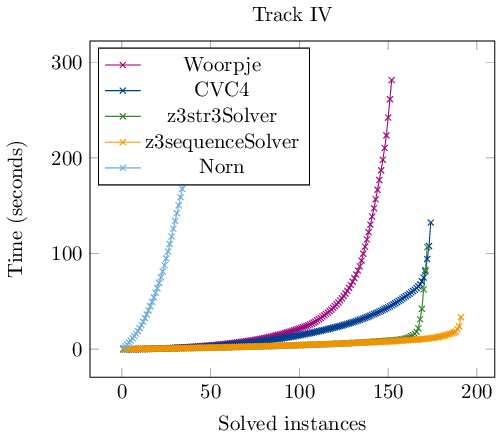 Track IV
300
200
100
0
Time (seconds)
Woorpje
CVC4
z3str3Solver
z3sequenceSolver
Norn
0 50 100 150 200
Solved instances